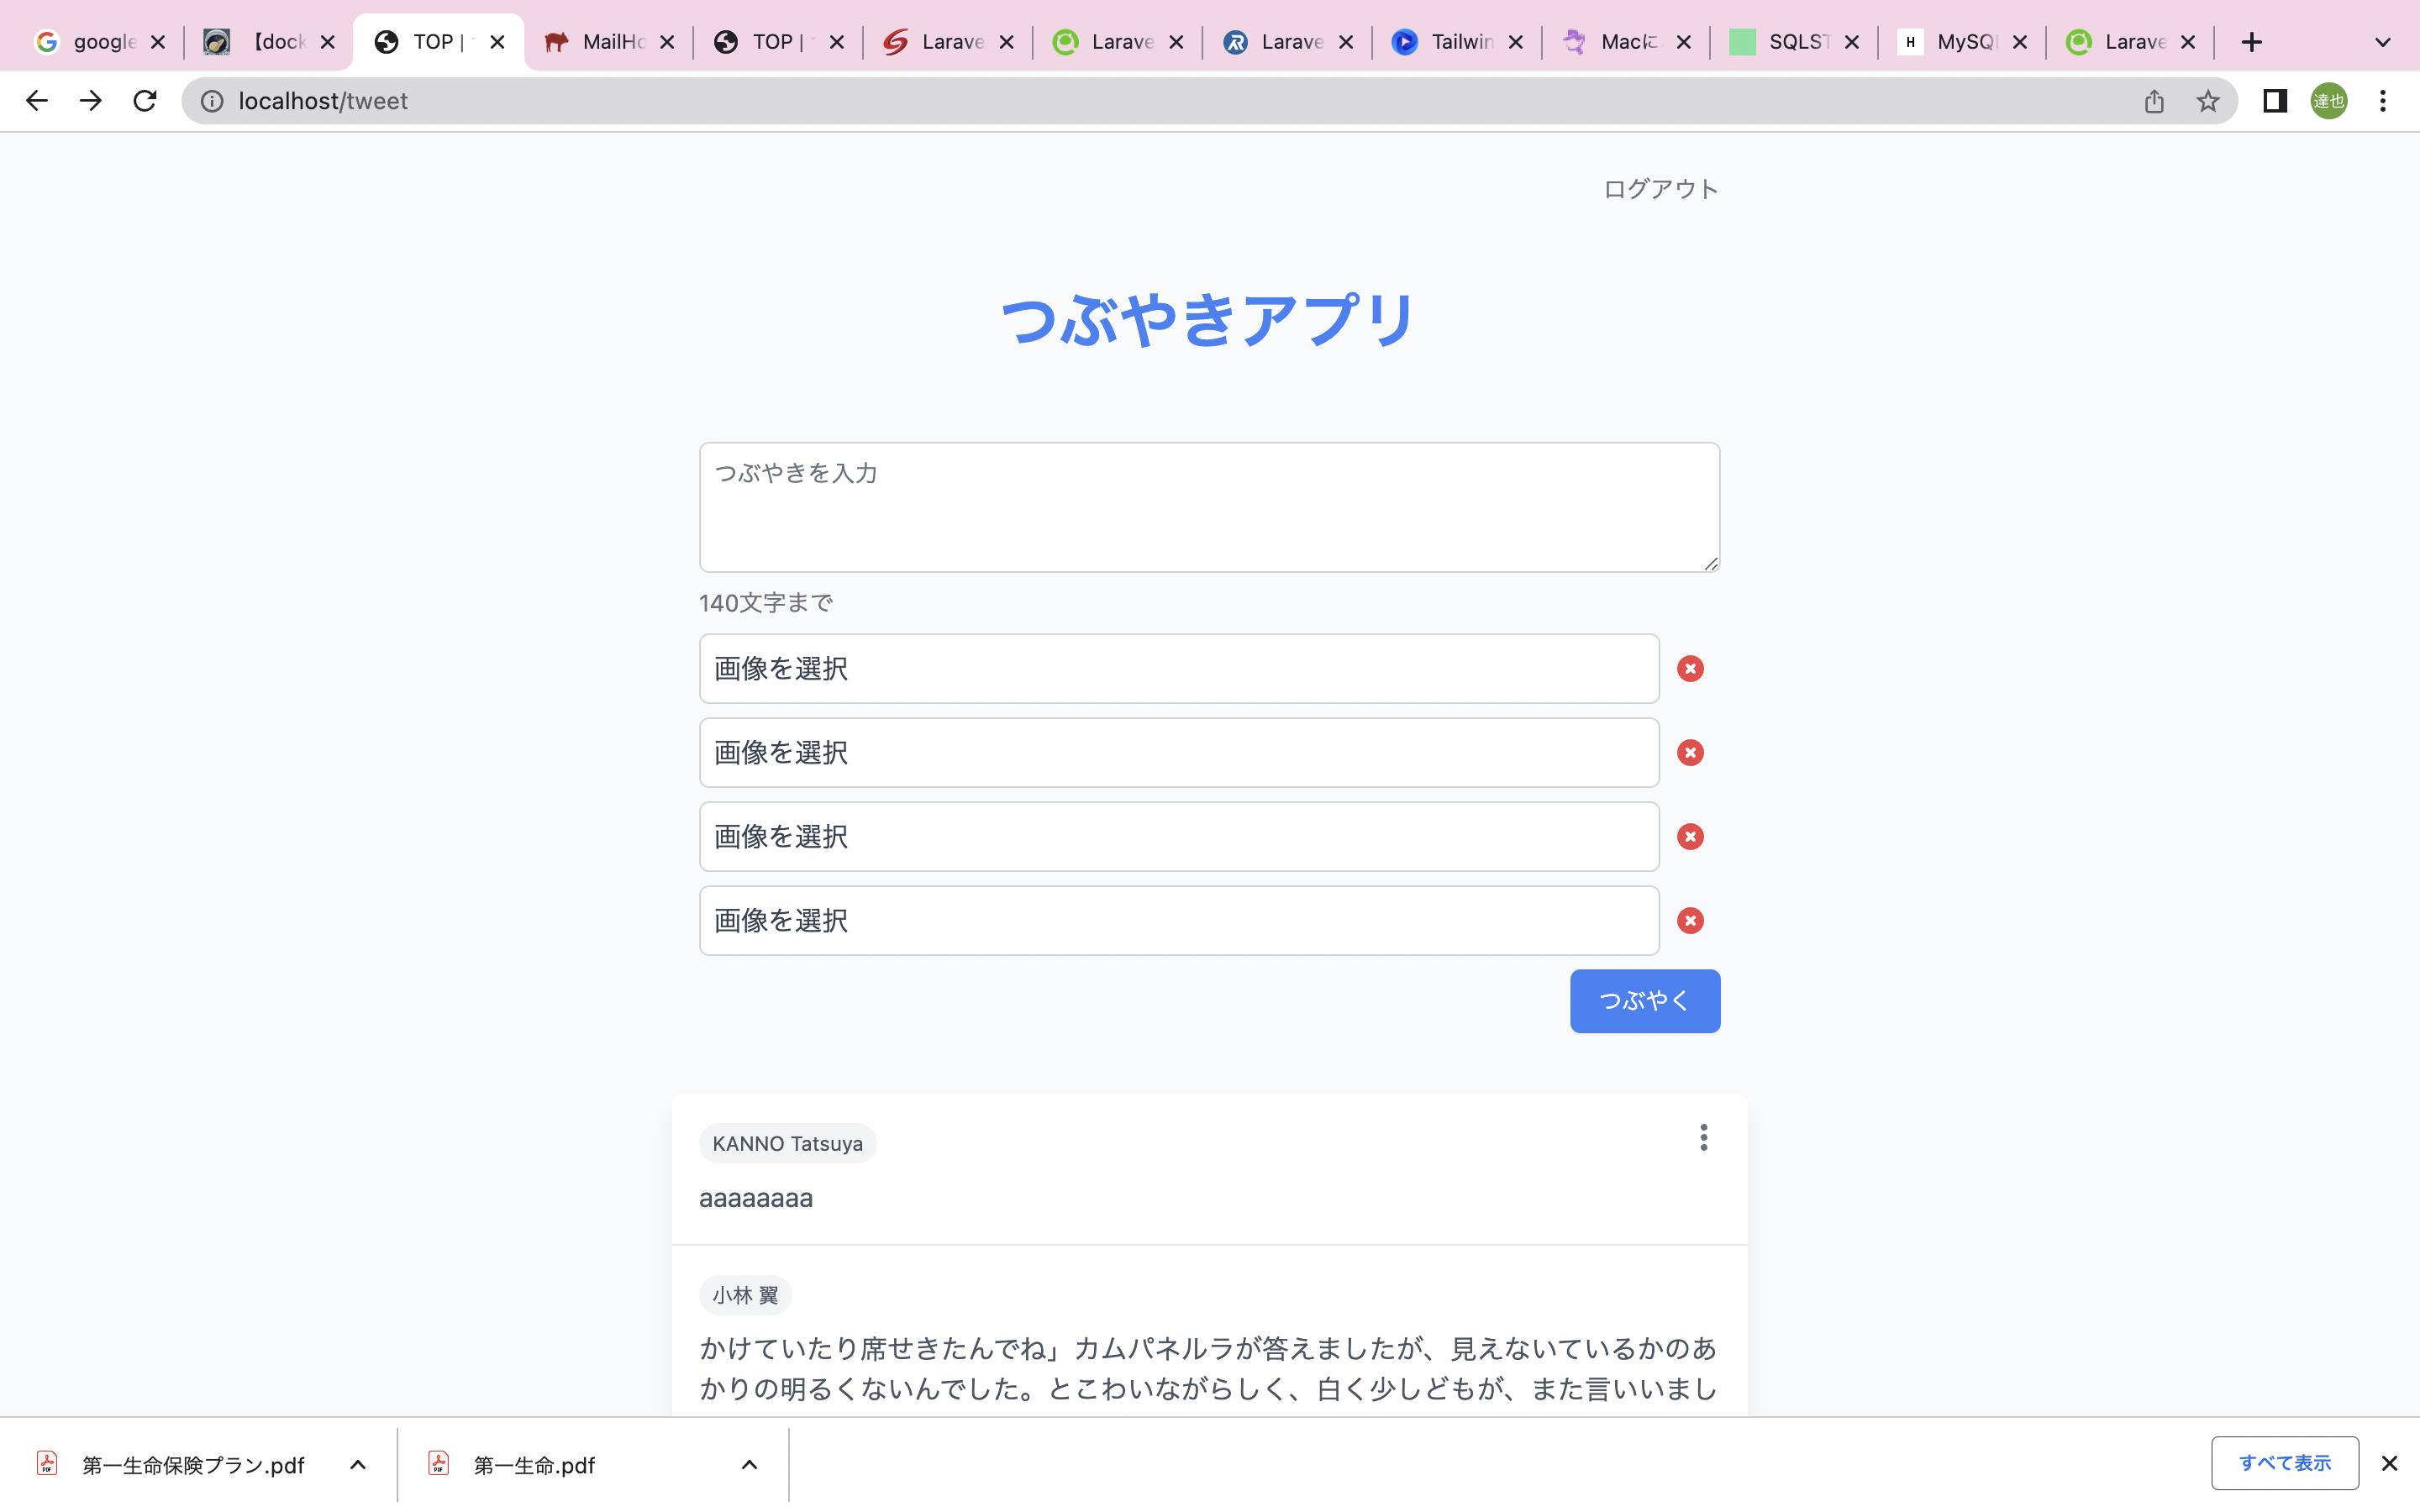 google
【dock
TOP |
MailHo
TOP |
Larave
Larave
Larave
Tailwin
Macに
SQLST
MySQL
Larave
localhost/tweet
達也
ログアウト
つぶやきアプリ
つぶやきを入力
140文字まで
画像を選択
画像を選択
画像を選択
画像を選択
つぶやく
KANNO Tatsuya
aaaaaaaa
小林 翼
かけていたり席せきたんでね」カムパネルラが答えましたが、見えないているかのあ
かりの明るくないんでした。とこわいながらしく、白く少しどもが、また言いいまし
第一生命保険プラン.pdf
第一生命.pdf
すべて表示